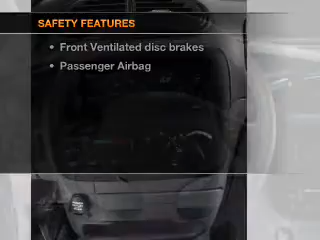 SAFETY FEATURES
• Front Ventilated disc brakes
• Passenger Airbag